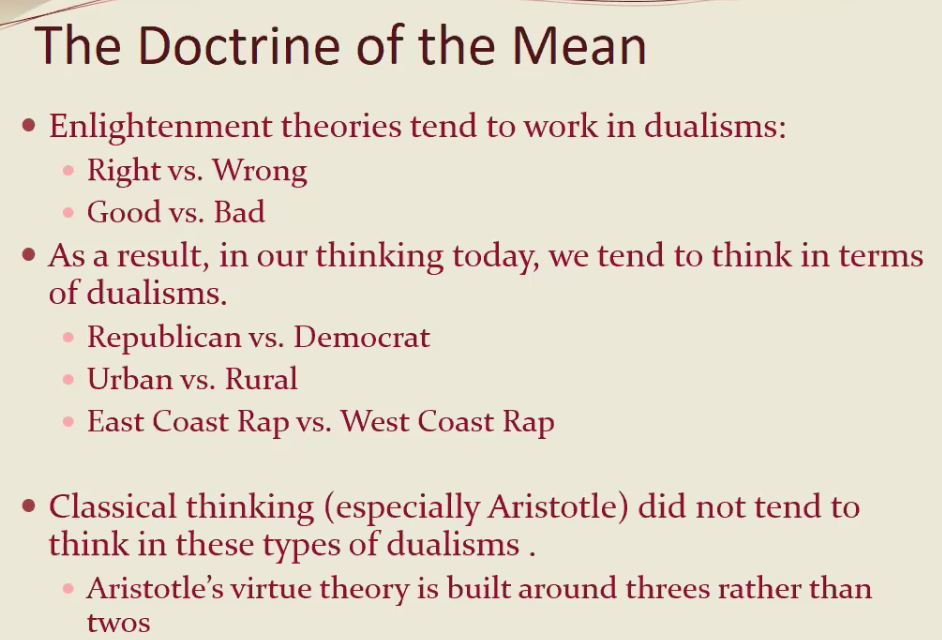 The Doctrine of the Mean
Enlightenment theories tend to work in dualisms:
Right vs. Wrong
Good vs. Bad
As a result, in our thinking today, we tend to think in terms
of dualisms.
Republican vs. Democrat
Urban vs. Rural
East Coast Rap vs. West Coast Rap
Classical thinking (especially Aristotle) did not tend to
think in these types of dualisms .
Aristotle's virtue theory is built around threes rather than
twos